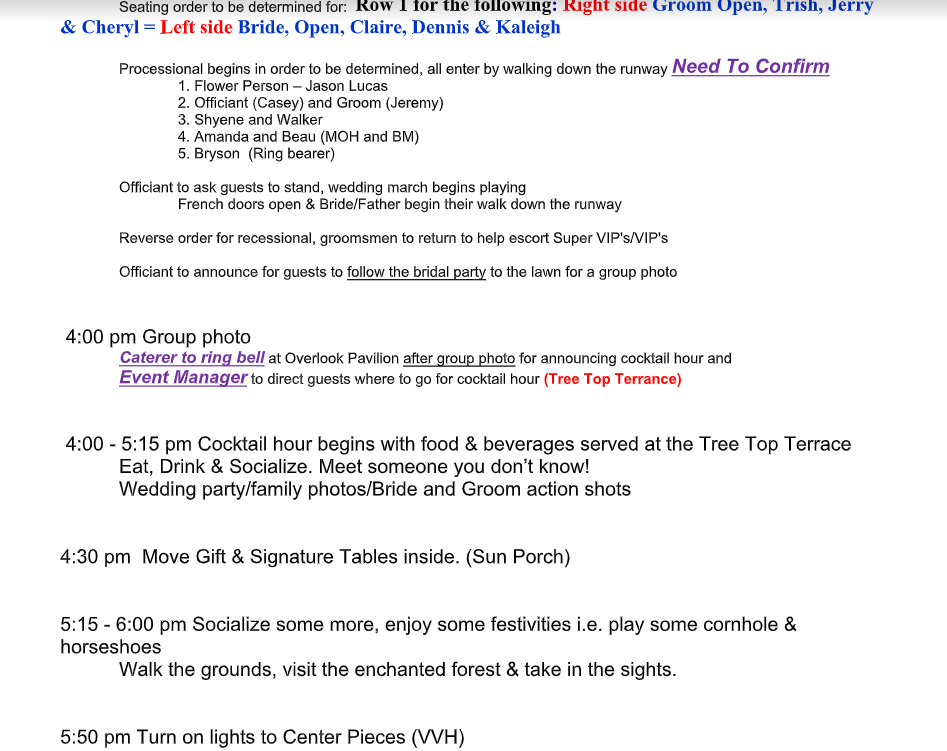 Seating order to be determined for: Row 1 for the following: Right side Groom Open, Trish, Jerry
& Cheryl = Left side Bride, Open, Claire, Dennis & Kaleigh
Processional begins in order to be determined, all enter by walking down the runway Need To Confirm
1. Flower Person – Jason Lucas
2. Officiant (Casey) and Groom (Jeremy)
3. Shyene and Walker
4. Amanda and Beau (MOH and BM)
5. Bryson (Ring bearer)
Officiant to ask guests to stand, wedding march begins playing
French doors open & Bride/Father begin their walk down the runway
Reverse order for recessional, groomsmen to return to help escort Super VIP's/VIP's
Officiant to announce for guests to follow the bridal party to the lawn for a group photo
4:00 pm Group photo
Caterer to ring bell at Overlook Pavilion after group photo for announcing cocktail hour and
Event Manager to direct guests where to go for cocktail hour (Tree Top Terrance)
4:00 - 5:15 pm Cocktail hour begins with food & beverages served at the Tree Top Terrace
Eat, Drink & Socialize. Meet someone you don’t know!
Wedding party/family photos/Bride and Groom action shots
4:30 pm Move Gift & Signature Tables inside. (Sun Porch)
5:15 - 6:00 pm Socialize some more, enjoy some festivities i.e. play some cornhole &
horseshoes
Walk the grounds, visit the enchanted forest & take in the sights.
5:50 pm Turn on lights to Center Pieces (VVH)